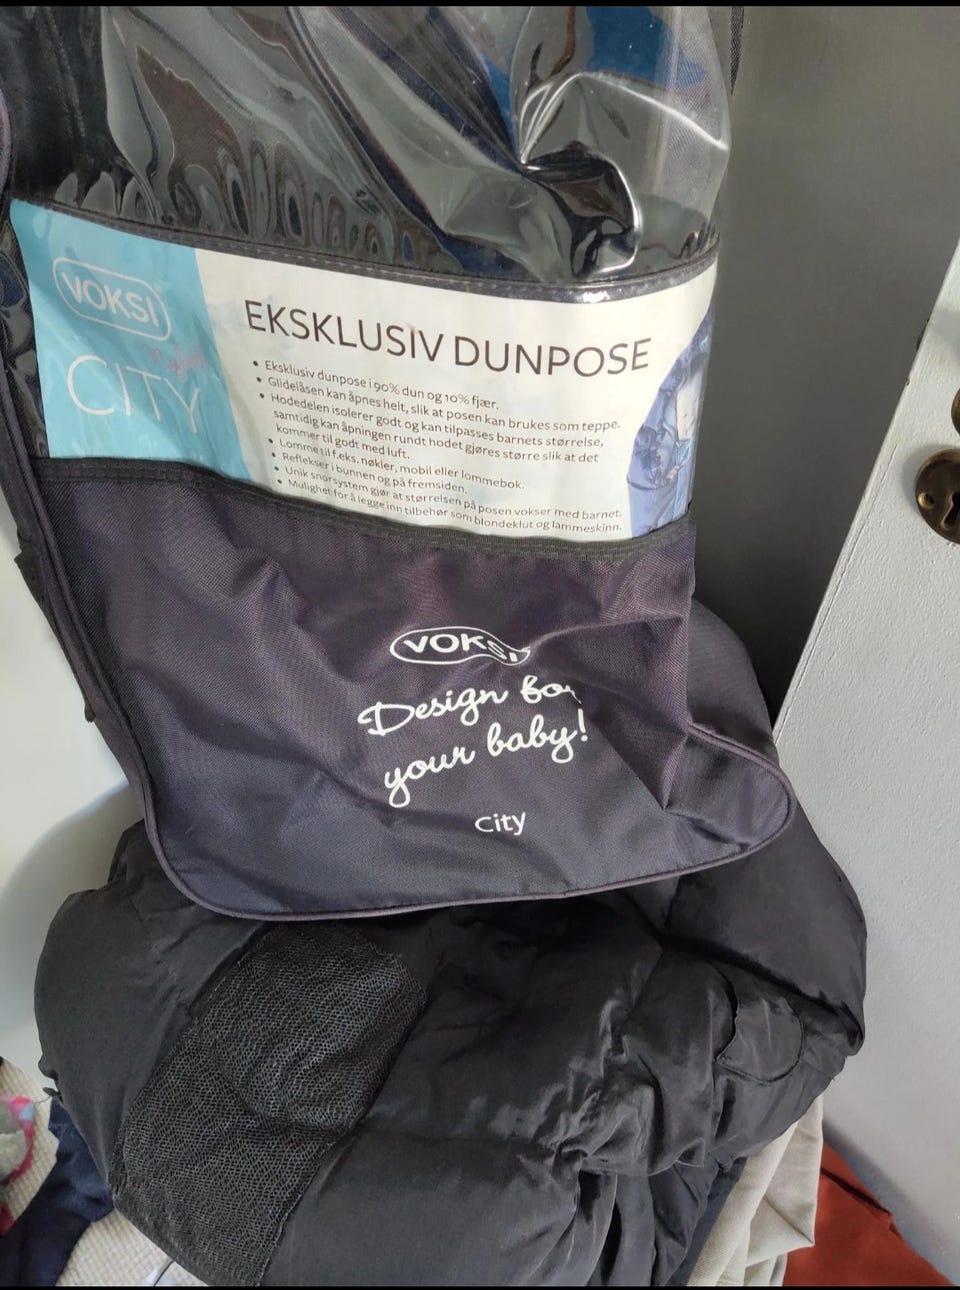 VOKSI
CITY
EKSKLUSIV DUNPOSE
• Eksklusiv dunpose i 90% dun og 10% fjær.
• Glidelåsen kan åpnes helt, slik at posen kan brukes som teppe.
• Hodedelen isolerer godt og kan tilpasses barnets størrelse,
samtidig kan åpningen rundt hodet gjøres større slik at det
kommer til godt med luft.
• Lomme til f.eks. nøkler, mobil eller lommebok.
• Reflekser i bunnen og på fremsiden.
• Unik snorsystem gjør at størrelsen på posen vokser med barnet.
• Mulighet for å legge inn tilbehør som blondeklut og lammeskinn.
VOKSI
Design for
your baby!
City